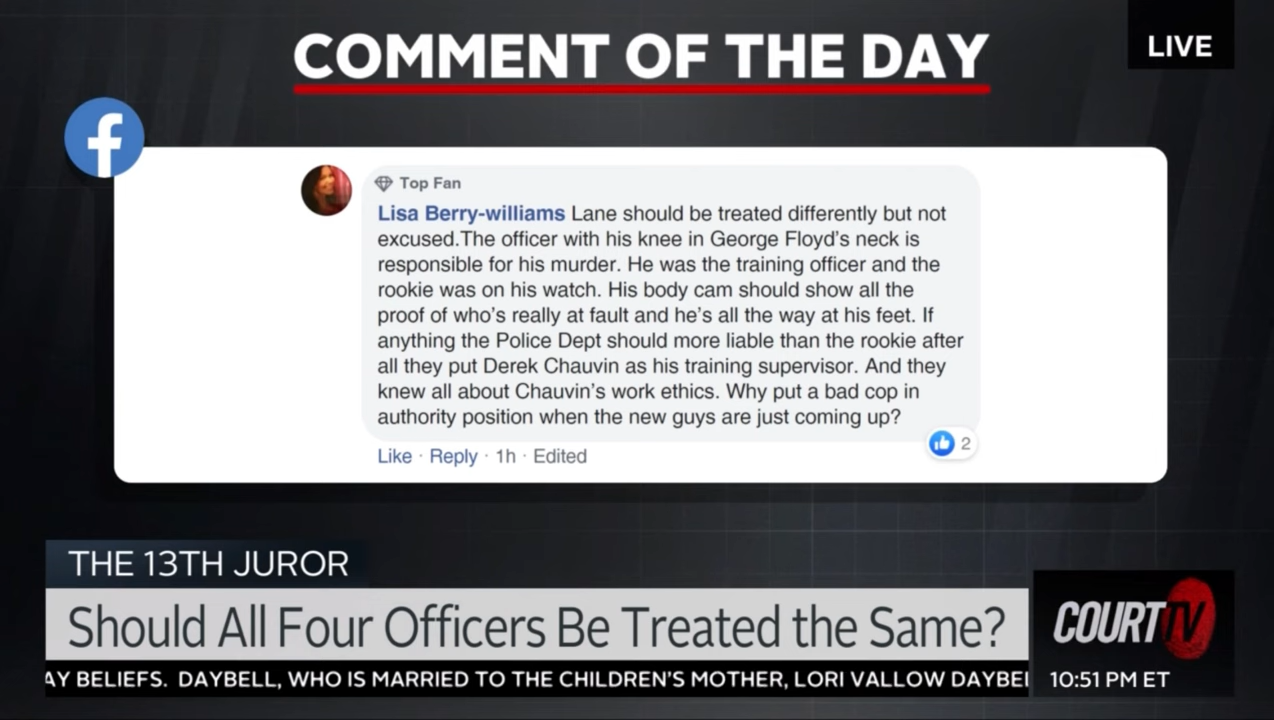 COMMENT OF THE DAY
LIVE
f
Top Fan
Lisa Berry-williams Lane should be treated differently but not
excused.The officer with his knee in George Floyd's neck is
responsible for his murder. He was the training officer and the
rookie was on his watch. His body cam should show all the
proof of who's really at fault and he's all the way at his feet. If
anything the Police Dept should more liable than the rookie after
all they put Derek Chauvin as his training supervisor. And they
knew all about Chauvin's work ethics. Why put a bad cop in
authority position when the new guys are just coming up?
2
Like · Reply · 1h · Edited
THE 13TH JUROR
Should All Four Officers Be Treated the Same?
COURT TV
AY BELIEFS. DAYBELL, WHO IS MARRIED TO THE CHILDREN'S MOTHER, LORI VALLOW DAYBEL
10:51 PM ET